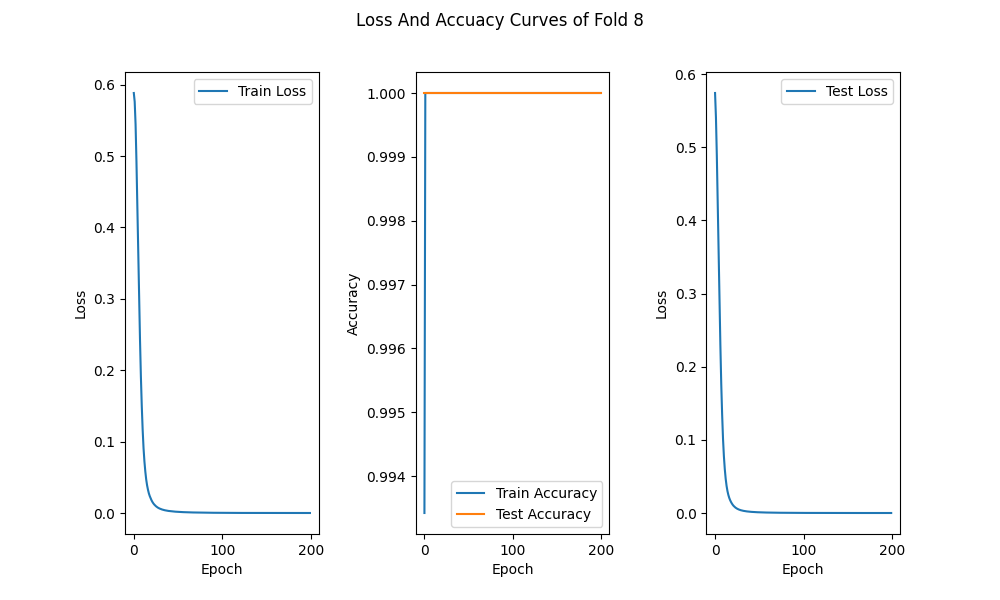 Loss And Accuacy Curves of Fold 8
Loss
0.6
0.5
0.4
0.3
0.2
0.1
0.0
Train Loss
0 100 200
Epoch
Accuracy
1.000
0.999
0.998
0.997
0.996
0.995
0.994
Train Accuracy
Test Accuracy
0 100 200
Epoch
Loss
0.6
0.5
0.4
0.3
0.2
0.1
0.0
Test Loss
0 100 200
Epoch